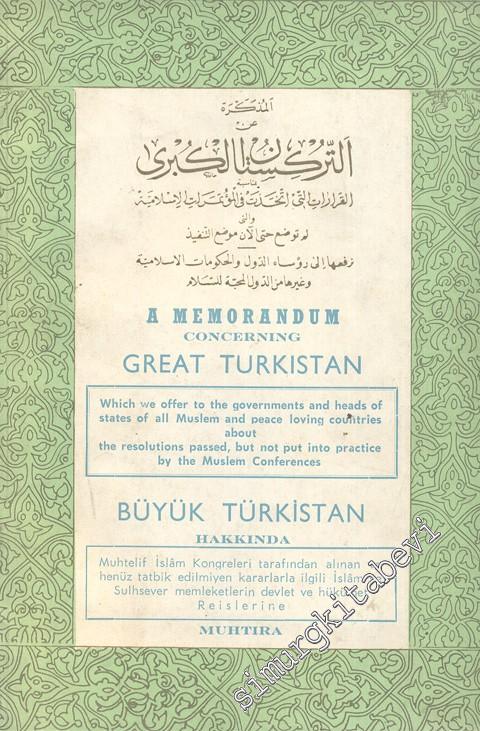 المذكرة
عن
التركستان الكبرى
بمناسبة
القرارات التي اتخذت في المؤتمرات الإسلامية
والتي
لم توضع حتى الآن موضع التنفيذ
نرفعها إلى رؤساء الدول والحكومات الاسلامية
وغيرها من الدول المحبة للسلام
A MEMORANDUM
CONCERNING
GREAT TURKISTAN
Which we offer to the governments and heads of
states of all Muslem and peace loving countries
about
the resolutions passed, but not put into practice
by the Muslem Conferences
BÜYÜK TÜRKİSTAN
HAKKINDA
Muhtelif İslâm Kongreleri tarafından alınan
henüz tatbik edilmiyen kararlarla ilgili İslâm
Sulhsever memleketlerin devlet ve
Reislerine
MUHTIRA
simurgkitabevi